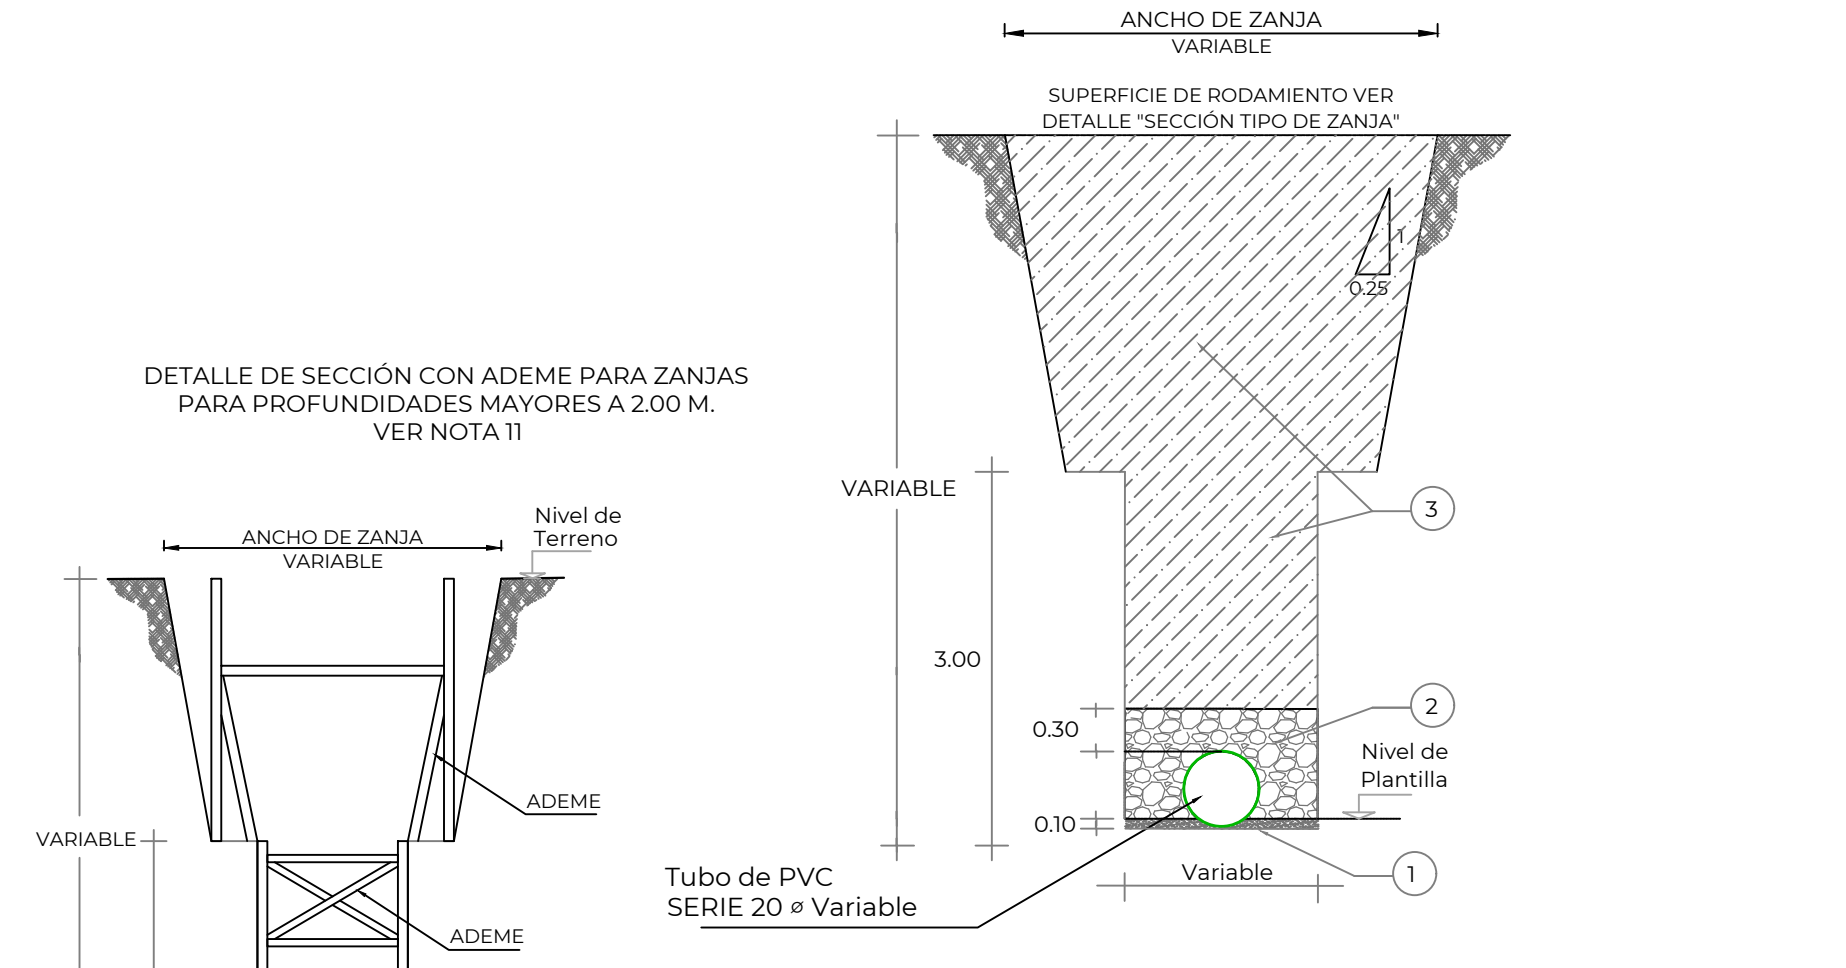 ANCHO DE ZANJA
VARIABLE
SUPERFICIE DE RODAMIENTO VER
DETALLE "SECCIÓN TIPO DE ZANJA"
1
0.25
DETALLE DE SECCIÓN CON ADEME PARA ZANJAS
PARA PROFUNDIDADES MAYORES A 2.00 M.
VER NOTA 11
VARIABLE
3
Nivel de
Terreno
ANCHO DE ZANJA
VARIABLE
3.00
2
0.30
Nivel de
Plantilla
ADEME
0.10
VARIABLE
Variable
1
Tubo de PVC
SERIE 20 ø Variable
ADEME